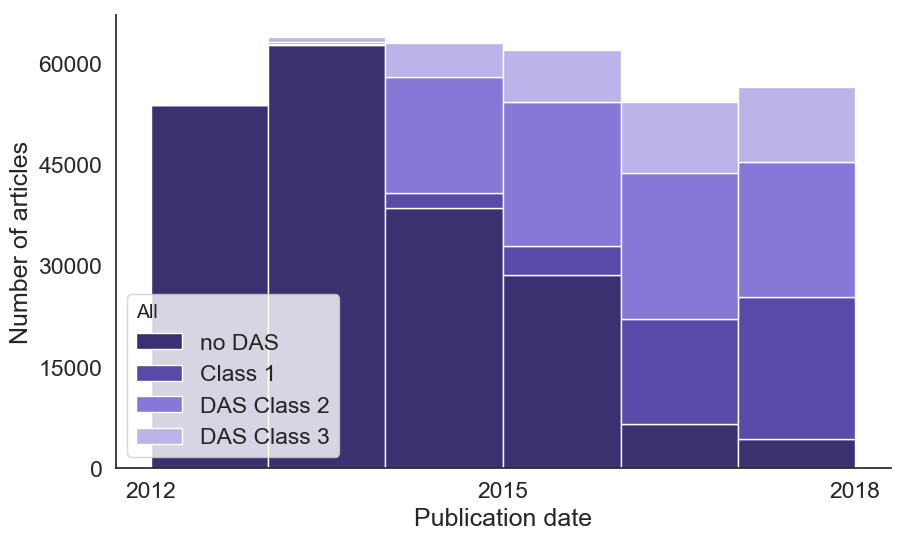 60000
45000
30000
15000
0
Number of articles
All
no DAS
Class 1
DAS Class 2
DAS Class 3
2012
2015
2018
Publication date